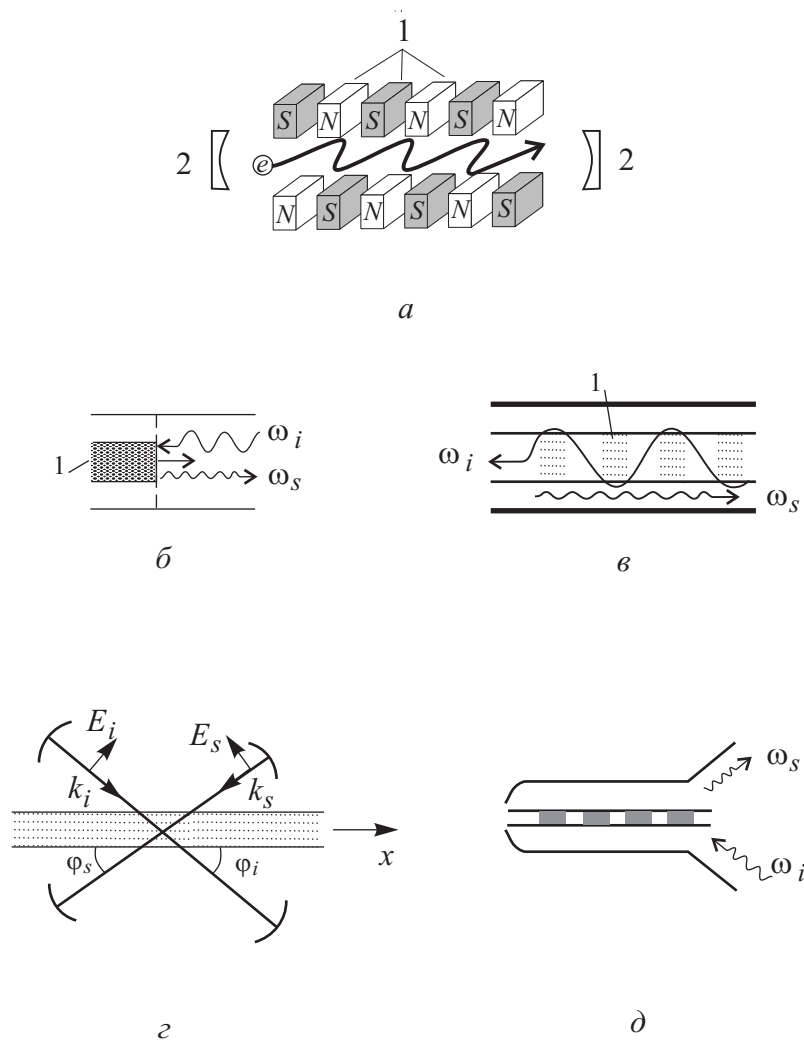 1
S N S N S N
2 e 2
N S N S N S
а
1 ω i
ω s
б
1
ω i
ω s
в
E i E s
k i k s
φ s φ i x
г
ω s
ω i
д